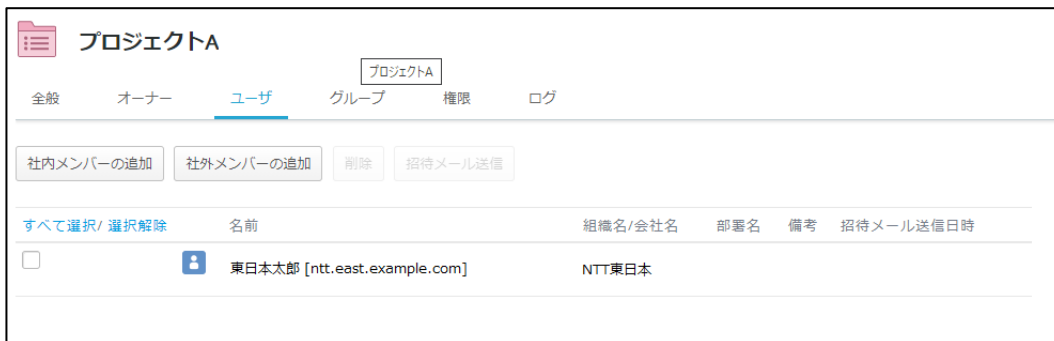 プロジェクトA
プロジェクトA
全般 オーナー ユーザ グループ 権限 ログ
社内メンバーの追加 社外メンバーの追加 削除 招待メール送信
すべて選択/ 選択解除 名前 組織名/会社名 部署名 備考 招待メール送信日時
東日本太郎 [ntt.east.example.com] NTT東日本